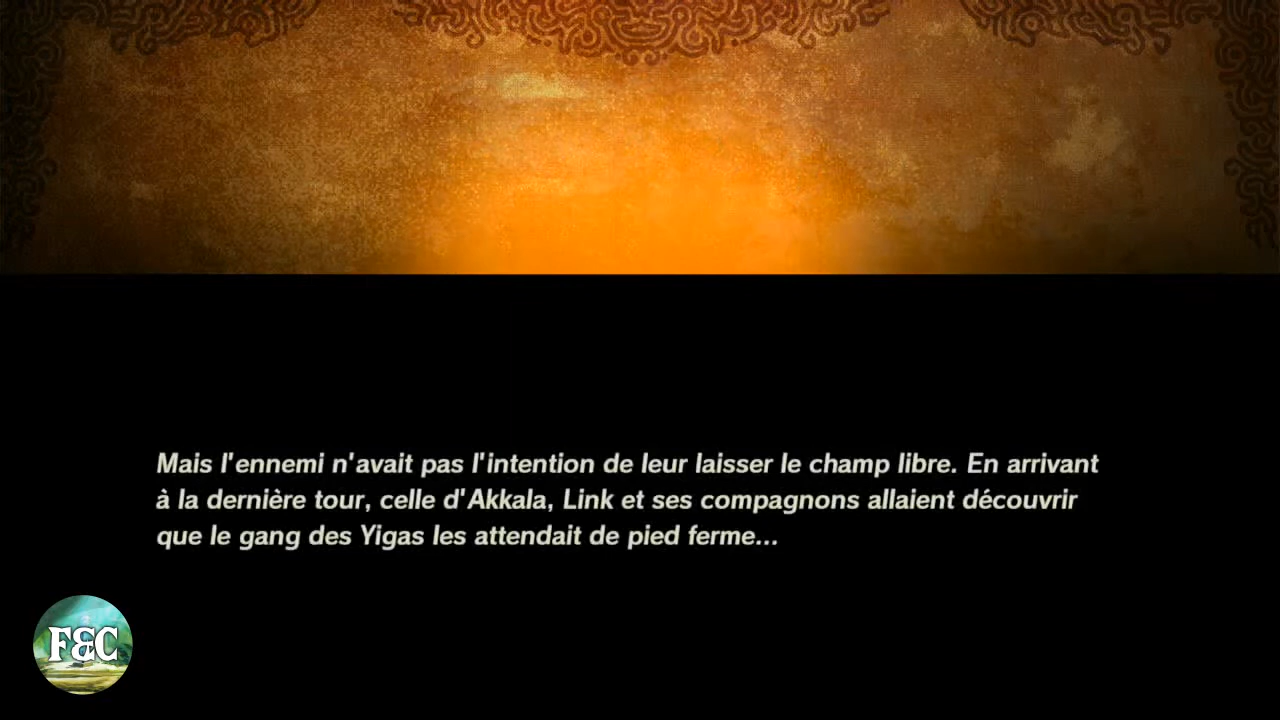 Mais l'ennemi n'avait pas l'intention de leur laisser le champ libre. En arrivant
à la dernière tour, celle d'Akkala, Link et ses compagnons allaient découvrir
que le gang des Yigas les attendait de pied ferme...
F&C